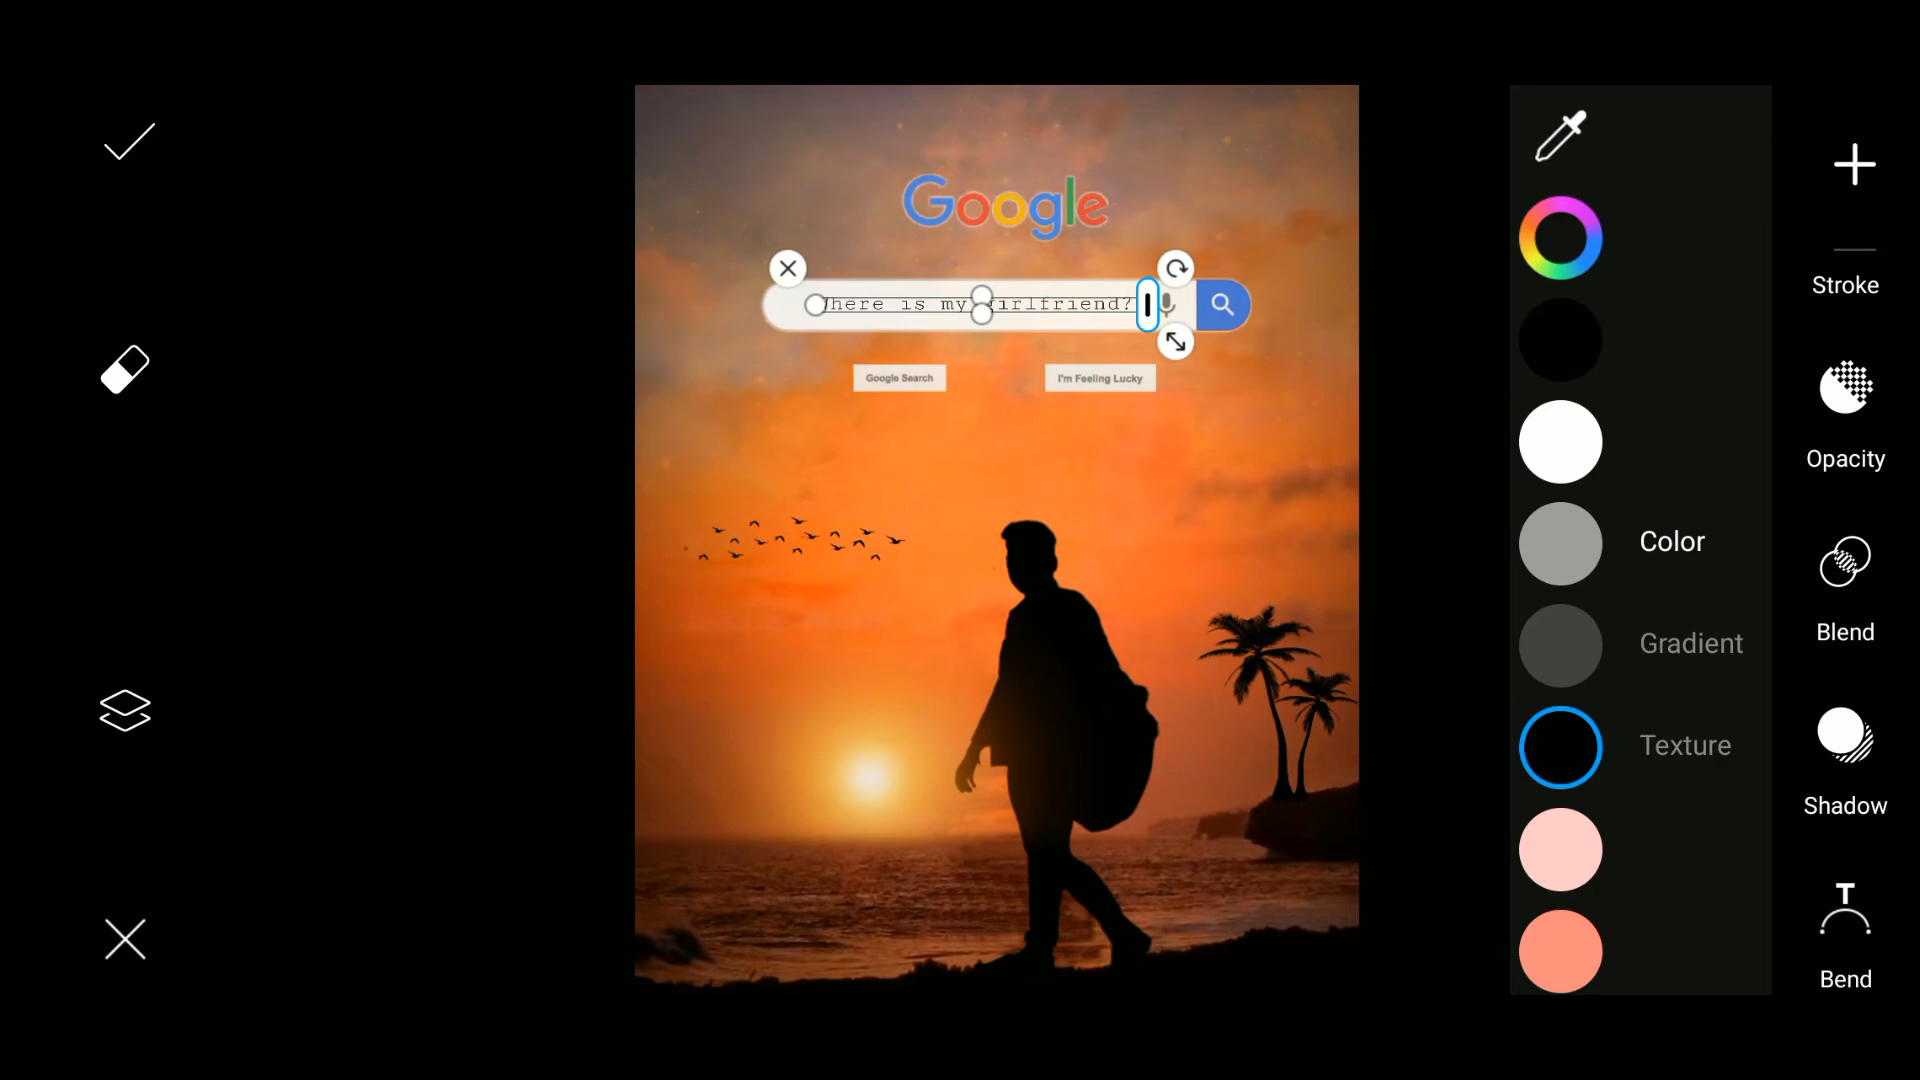 Google
here is my girlfriend?
Google Search
I'm Feeling Lucky
Color
Gradient
Texture
Stroke
Opacity
Blend
Shadow
T
Bend